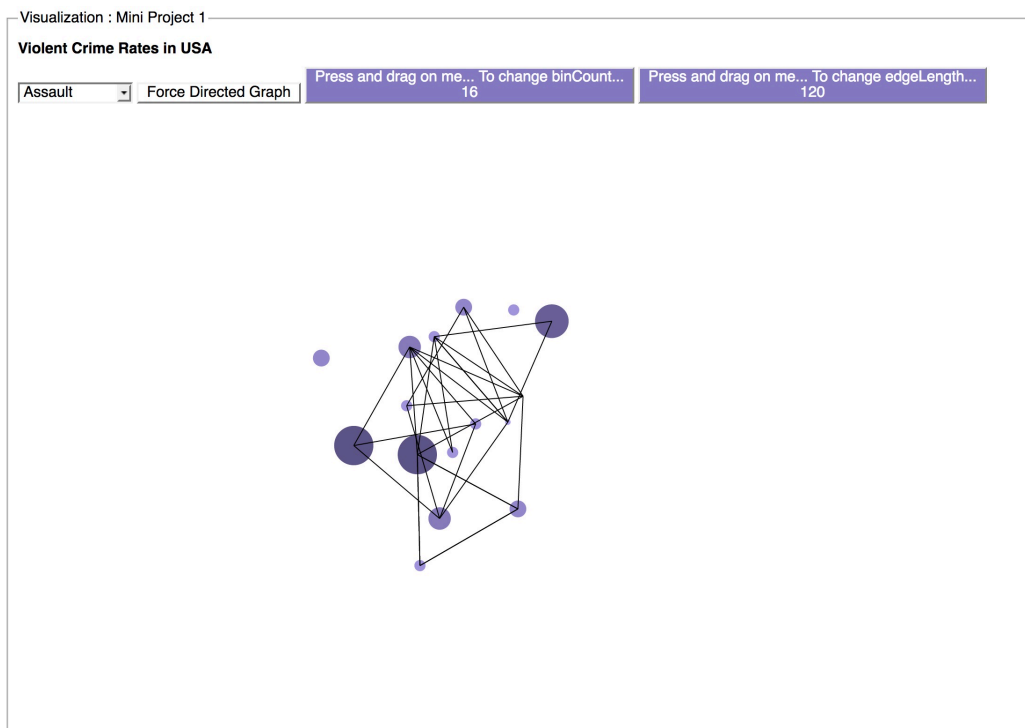 Visualization : Mini Project 1
Violent Crime Rates in USA
Assault
Force Directed Graph
Press and drag on me... To change binCount...
16
Press and drag on me... To change edgeLength...
120